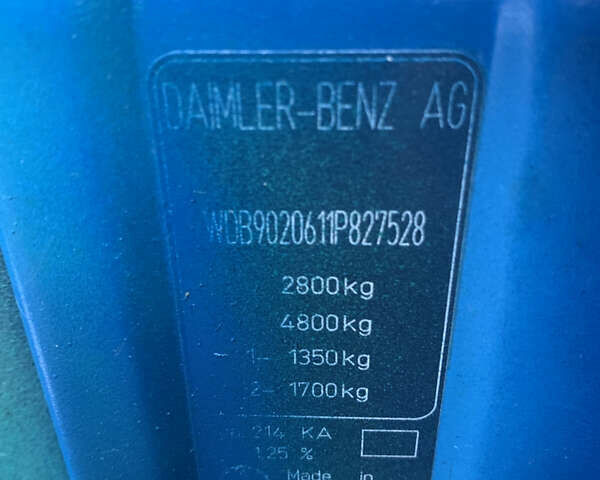 DAIMLER-BENZ AG
WDB9020611P827528
2800kg
4800kg
1- 1350kg
2- 1700kg
214 KA
1.25 %
Made in